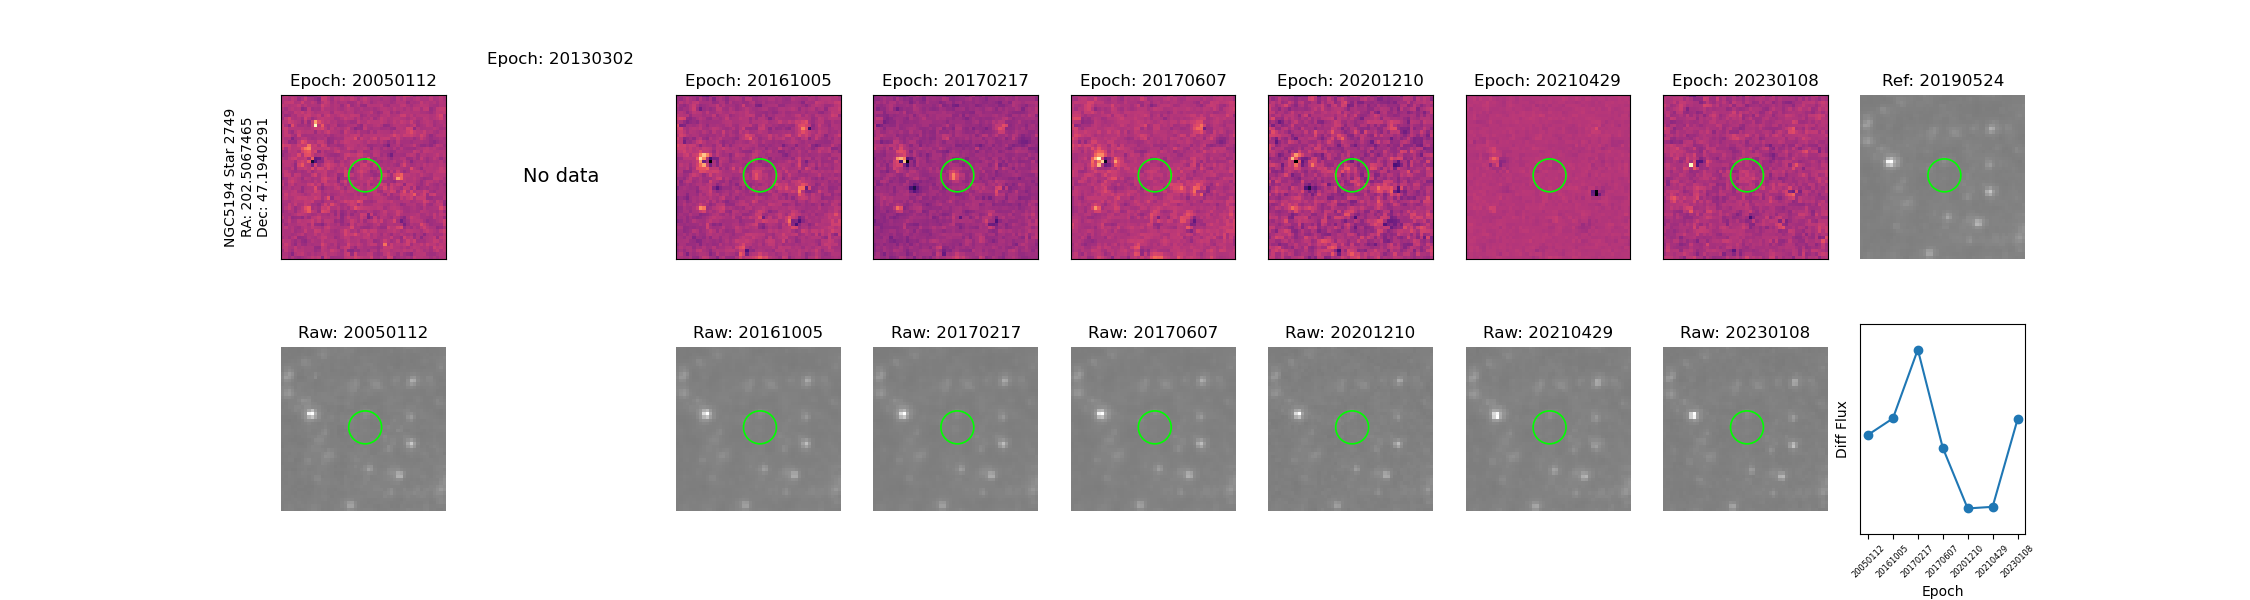 Epoch: 20130302
Epoch: 20050112
Epoch: 20161005
Epoch: 20170217
Epoch: 20170607
Epoch: 20201210
Epoch: 20210429
Epoch: 20230108
Ref: 20190524
NGC5194 Star 2749
RA: 202.5067465
Dec: 47.1940291
No data
Raw: 20050112
Raw: 20161005
Raw: 20170217
Raw: 20170607
Raw: 20201210
Raw: 20210429
Raw: 20230108
Diff Flux
20050112
20161005
20170217
20170607
20201210
20210429
20230108
Epoch